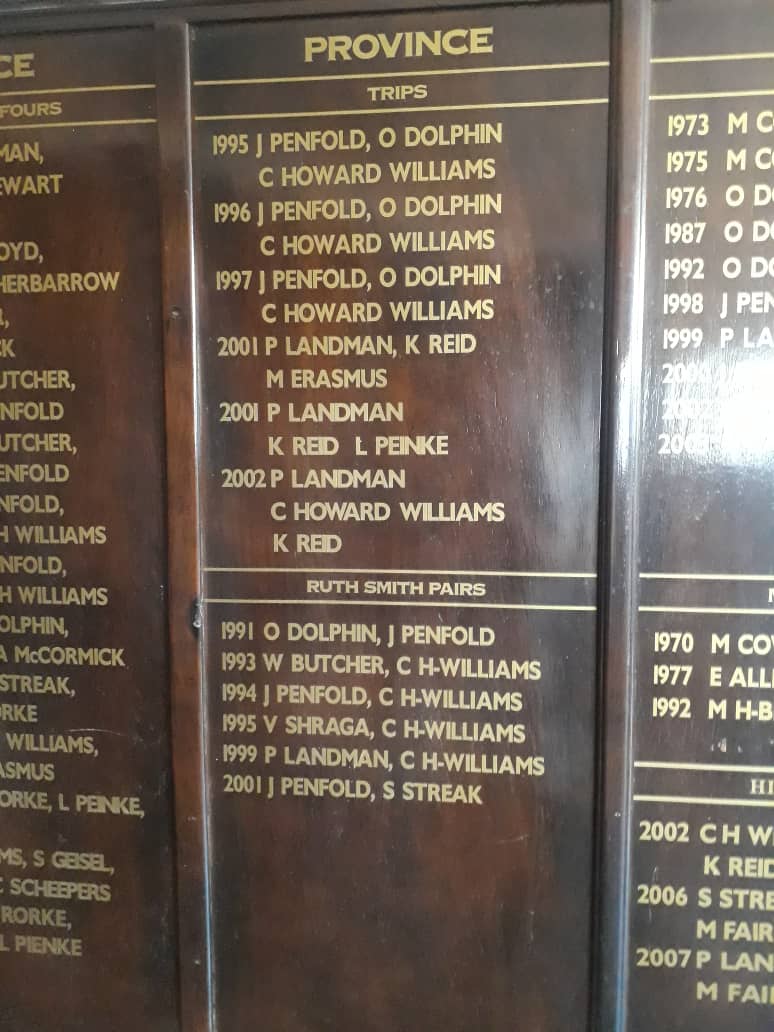 FOURS
OYD,
HERBARROW
UTCHER,
NFOLD
UTCHER,
ENFOLD
NFOLD,
H WILLIAMS
NFOLD,
H WILLIAMS
OLPHIN,
A McCORMICK
STREAK,
WILLIAMS,
ASMUS
ORKE, L PEINKE,
MS, S GEISEL,
C SCHEEPERS
RORKE,
L PIENKE
PROVINCE
TRIPS
1995 J PENFOLD, O DOLPHIN
C HOWARD WILLIAMS
1996 J PENFOLD, O DOLPHIN
C HOWARD WILLIAMS
1997 J PENFOLD, O DOLPHIN
C HOWARD WILLIAMS
2001 P LANDMAN, K REID
M ERASMUS
2001 P LANDMAN
K REID L PEINKE
2002 P LANDMAN
C HOWARD WILLIAMS
K REID
RUTH SMITH PAIRS
1991 O DOLPHIN, J PENFOLD
1993 W BUTCHER, C H-WILLIAMS
1994 J PENFOLD, C H-WILLIAMS
1995 V SHRAGA, C H-WILLIAMS
1999 P LANDMAN, C H-WILLIAMS
2001 J PENFOLD, S STREAK
1973 M C
1975 M C
1976 O D
1987 O D
1992 O D
1998 J PEN
1999 P LA
1970 M CO
1977 E ALL
1992 M H-B
2002 C H W
K REID
2006 S STRE
M FAIR
2007 P LAN
M FAI